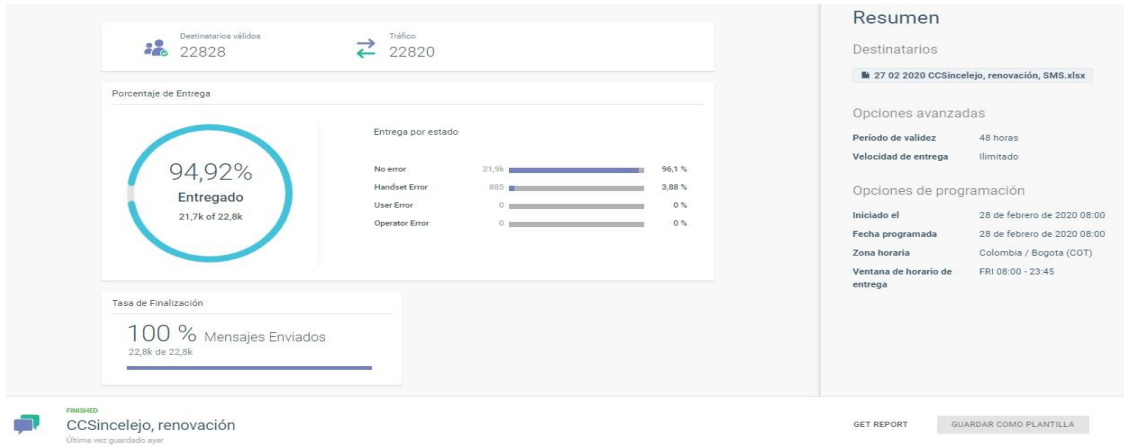 Destinatarios válidos
22828
Tráfico
22820
Porcentaje de Entrega
94,92%
Entregado
21,7k of 22,8k
Entrega por estado
No error 21,9k 96,1 %
Handset Error 885 3,88 %
User Error 0 0 %
Operator Error 0 0 %
Tasa de Finalización
100 % Mensajes Enviados
22,8k de 22,8k
Resumen
Destinatarios
27 02 2020 CCSincelejo, renovación, SMS.xlsx
Opciones avanzadas
Período de validez 48 horas
Velocidad de entrega Ilimitado
Opciones de programación
Iniciado el 28 de febrero de 2020 08:00
Fecha programada 28 de febrero de 2020 08:00
Zona horaria Colombia / Bogota (COT)
Ventana de horario de FRI 08:00 - 23:45
entrega
FINISHED
CCSincelejo, renovación
Última vez guardado ayer
GET REPORT
GUARDAR COMO PLANTILLA